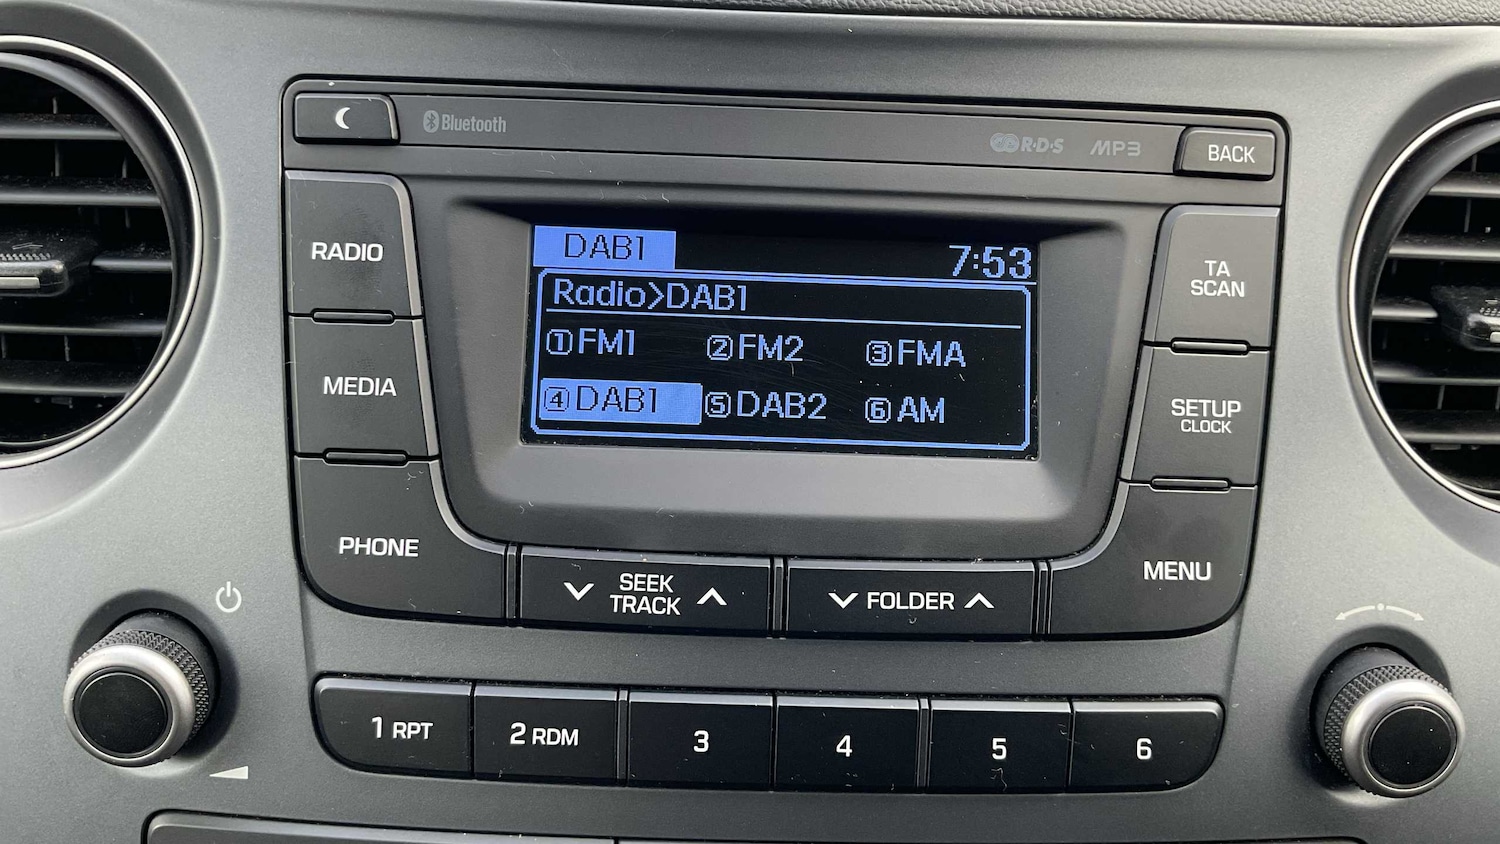 Bluetooth
R·D·S
MP3
BACK
RADIO
MEDIA
PHONE
DAB1
7:53
Radio>DAB1
①FM1 ②FM2 ③FMA
④DAB1 ⑤DAB2 ⑥AM
TA
SCAN
SETUP
CLOCK
MENU
SEEK
TRACK
FOLDER
1 RPT
2 RDM
3
4
5
6